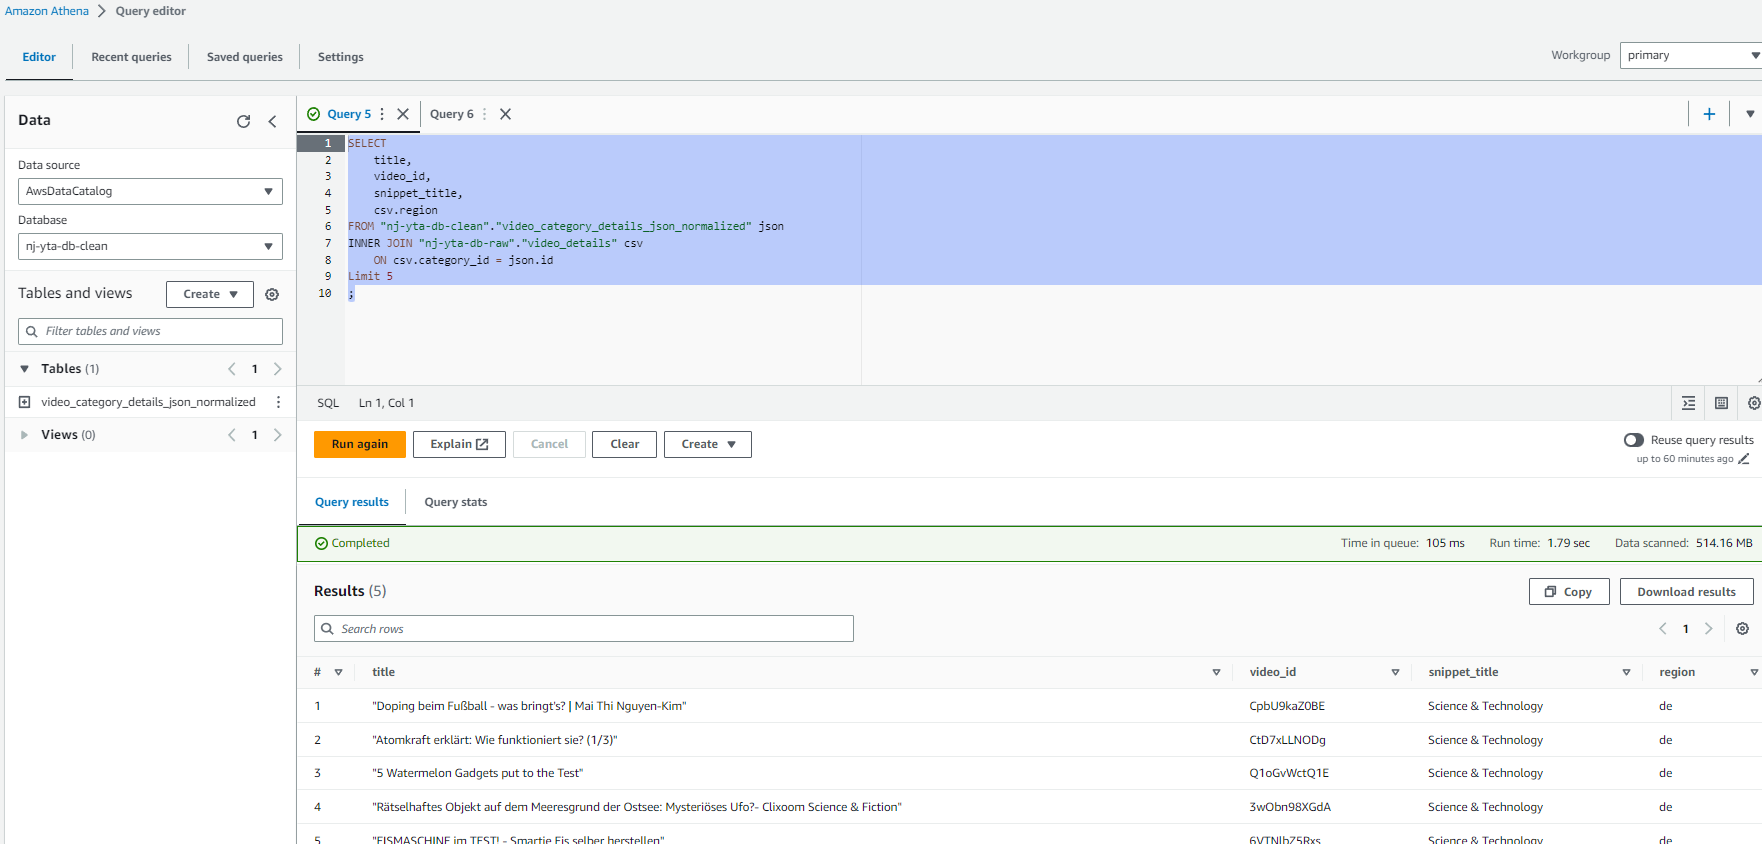 Amazon Athena > Query editor
Editor Recent queries Saved queries Settings
Workgroup primary
Data
Data source
AwsDataCatalog
Database
nj-yta-db-clean
Tables and views Create
Filter tables and views
Tables (1) < 1 >
video_category_details_json_normalized
Views (0) < 1 >
Query 5 Query 6
1 SELECT
2 title,
3 video_id,
4 snippet_title,
5 csv.region
6 FROM "nj-yta-db-clean"."video_category_details_json_normalized" json
7 INNER JOIN "nj-yta-db-raw"."video_details" csv
8 ON csv.category_id = json.id
9 Limit 5
10 ;
SQL Ln 1, Col 1
Run again Explain Cancel Clear Create
Reuse query results
up to 60 minutes ago
Query results Query stats
Completed
Time in queue: 105 ms Run time: 1.79 sec Data scanned: 514.16 MB
Results (5)
Copy Download results
Search rows
< 1 >
# title video_id snippet_title region
1 "Doping beim Fußball - was bringt's? | Mai Thi Nguyen-Kim" CpbU9kaZ0BE Science & Technology de
2 "Atomkraft erklärt: Wie funktioniert sie? (1/3)" CtD7xLLNODg Science & Technology de
3 "5 Watermelon Gadgets put to the Test" Q1oGvWctQ1E Science & Technology de
4 "Rätselhaftes Objekt auf dem Meeresgrund der Ostsee: Mysteriöses Ufo?- Clixoom Science & Fiction" 3wObn98XGdA Science & Technology de
5 "EISMASCHINE im TEST! - Smartie Eis selber herstellen" 6VTNlbZ5Rxs Science & Technology de